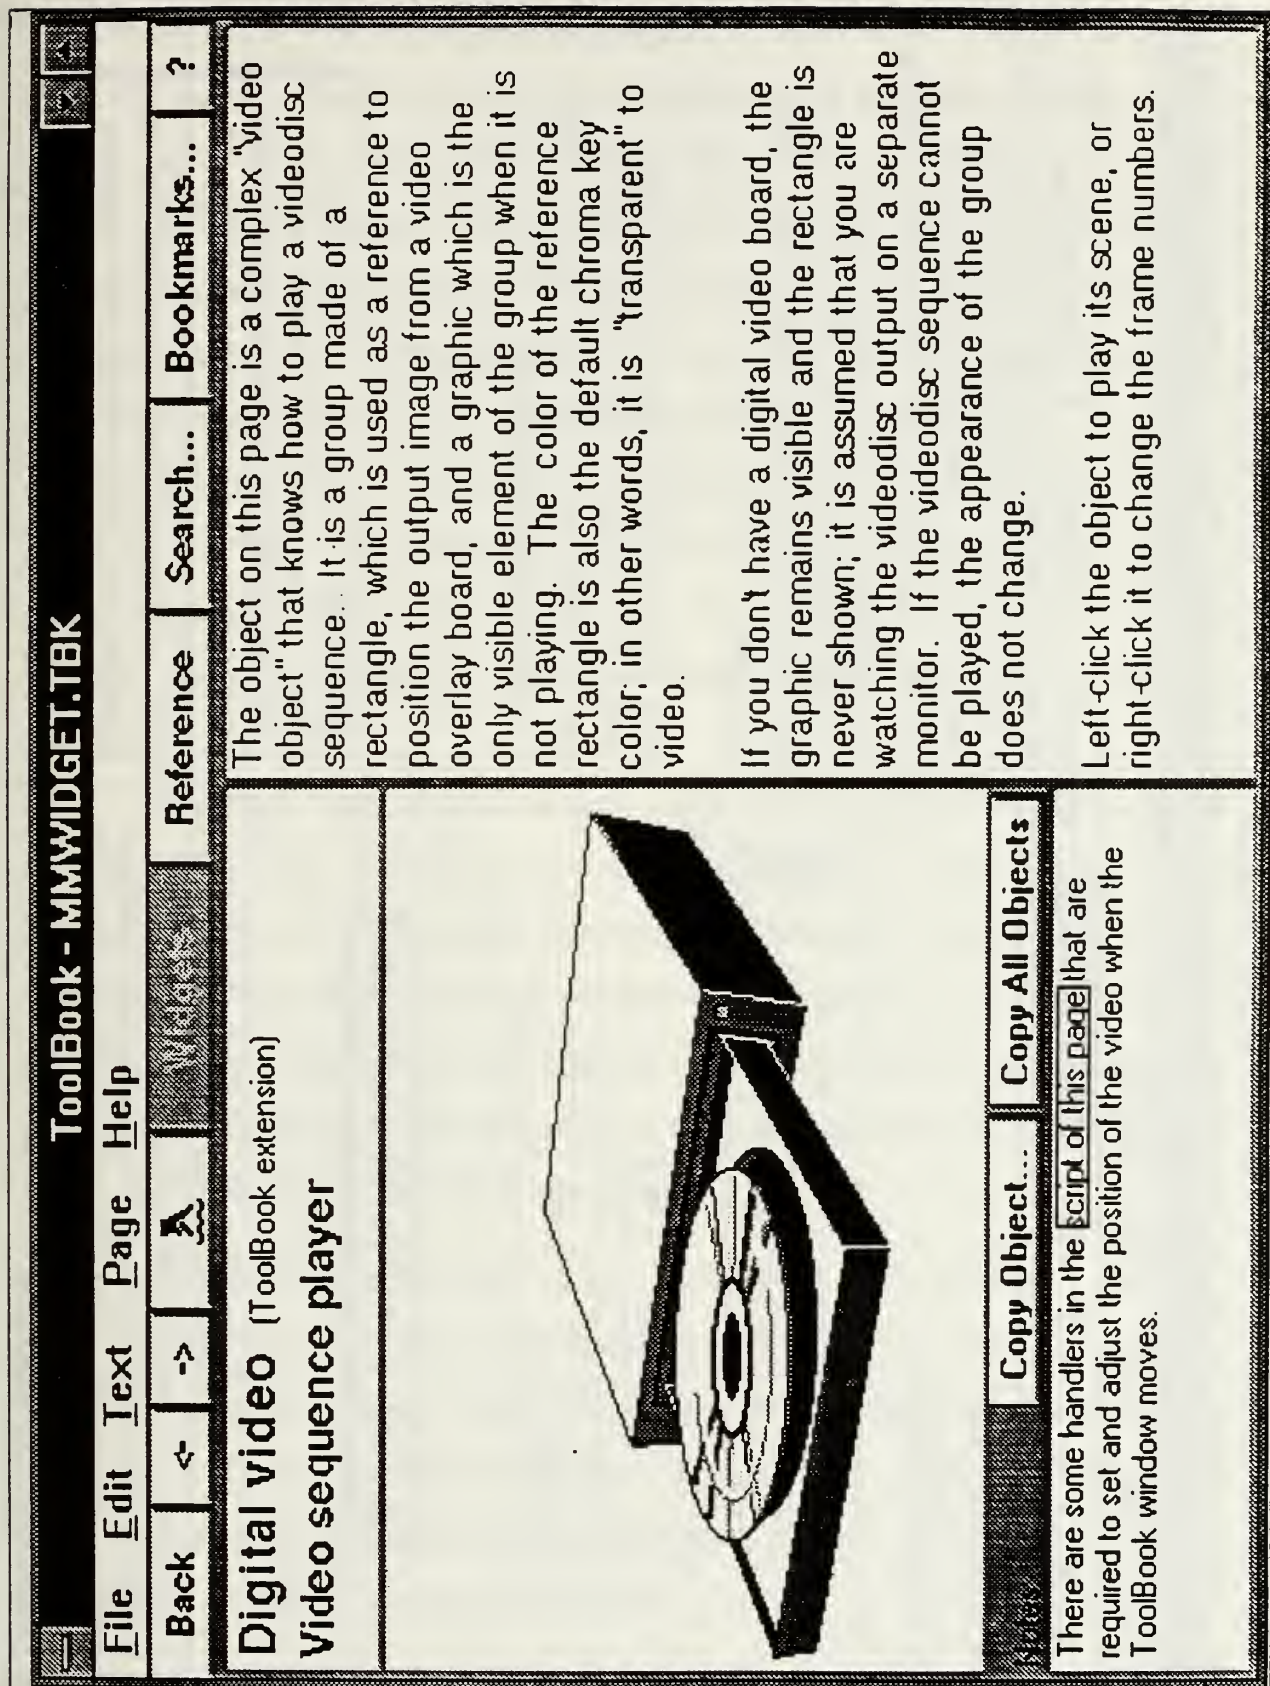 ToolBook - MMWIDGET.TBK
File Edit Text Page Help
Back <- -> Widgets Reference Search... Bookmarks... ?
Digital video (ToolBook extension)
Video sequence player
The object on this page is a complex "video
object" that knows how to play a videodisc
sequence. It is a group made of a
rectangle, which is used as a reference to
position the output image from a video
overlay board, and a graphic which is the
only visible element of the group when it is
not playing. The color of the reference
rectangle is also the default chroma key
color; in other words, it is "transparent" to
video.
If you don't have a digital video board, the
graphic remains visible and the rectangle is
never shown; it is assumed that you are
watching the videodisc output on a separate
monitor. If the videodisc sequence cannot
be played, the appearance of the group
does not change.
Left-click the object to play its scene, or
right-click it to change the frame numbers.
Notes Copy Object... Copy All Objects
There are some handlers in the script of this page that are
required to set and adjust the position of the video when the
ToolBook window moves.